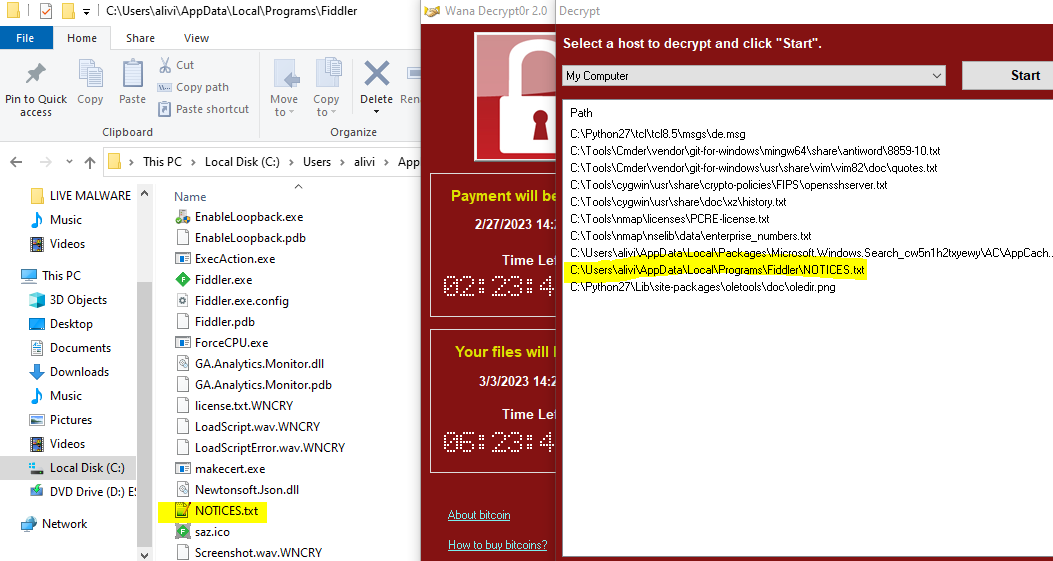 C:\Users\alivi\AppData\Local\Programs\Fiddler
File
Home
Share
View
Pin to Quick
access
Copy
Paste
Cut
Copy path
Paste shortcut
Move
to
Copy
to
Delete
Ren
Clipboard
Organize
This PC > Local Disk (C:) > Users > alivi > App
LIVE MALWARE
Music
Videos
This PC
3D Objects
Desktop
Documents
Downloads
Music
Pictures
Videos
Local Disk (C:)
DVD Drive (D:) ES
Network
Name
EnableLoopback.exe
EnableLoopback.pdb
ExecAction.exe
Fiddler.exe
Fiddler.exe.config
Fiddler.pdb
ForceCPU.exe
GA.Analytics.Monitor.dll
GA.Analytics.Monitor.pdb
license.txt.WNCRY
LoadScript.wav.WNCRY
LoadScriptError.wav.WNCRY
makecert.exe
Newtonsoft.Json.dll
NOTICES.txt
saz.ico
Screenshot.wav.WNCRY
Wana Decrypt0r 2.0
Payment will be
2/27/2023 14:2
Time Lef
02:23:4
Your files will
3/3/2023 14:2
Time Lef
06:23:4
About bitcoin
How to buy bitcoins?
Decrypt
Select a host to decrypt and click "Start".
My Computer
Start
Path
C:\Python27\tcl\tcl8.5\msgs\de.msg
C:\Tools\Cmder\vendor\git-for-windows\mingw64\share\antiword\8859-10.txt
C:\Tools\Cmder\vendor\git-for-windows\usr\share\vim\vim82\doc\quotes.txt
C:\Tools\cygwin\usr\share\crypto-policies\FIPS\opensshserver.txt
C:\Tools\cygwin\usr\share\doc\xz\history.txt
C:\Tools\nmap\licenses\PCRE-license.txt
C:\Tools\nmap\nselib\data\enterprise_numbers.txt
C:\Users\alivi\AppData\Local\Packages\Microsoft.Windows.Search_cw5n1h2txyewy\AC\AppCach...
C:\Users\alivi\AppData\Local\Programs\Fiddler\NOTICES.txt
C:\Python27\Lib\site-packages\oletools\doc\oledir.png